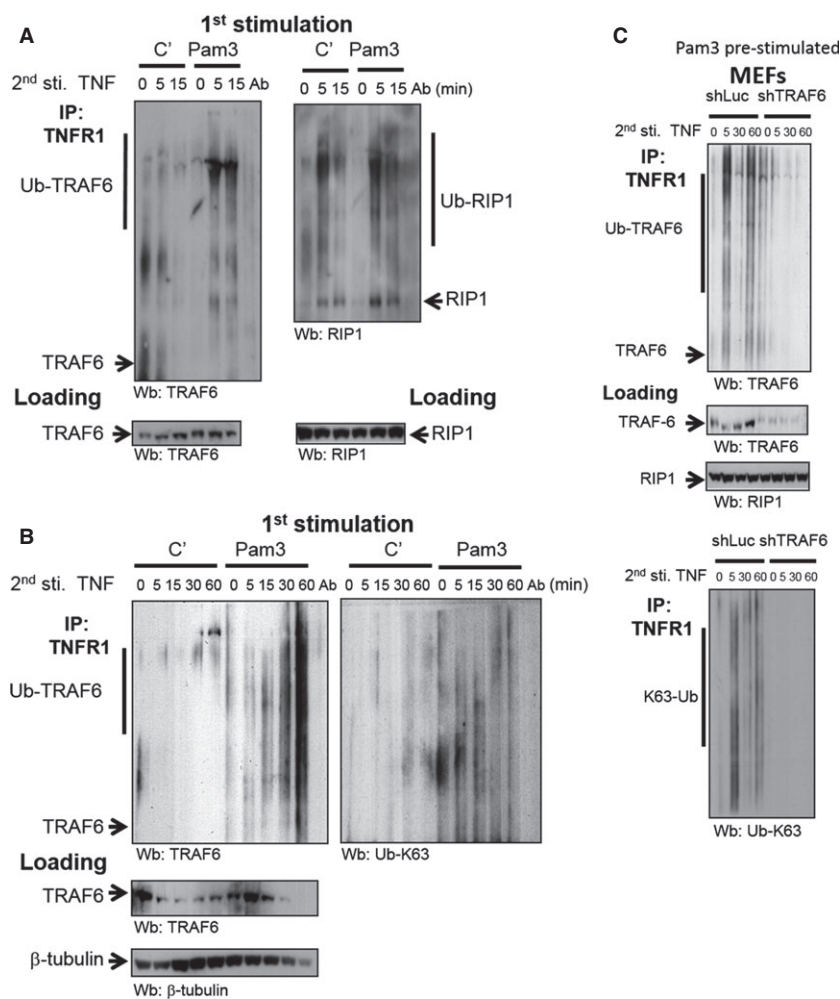 A
1st stimulation
C' Pam3
C' Pam3
2nd sti. TNF 0 5 15 0 5 15 Ab
0 5 15 0 5 15 Ab (min)
IP:
TNFR1
Ub-TRAF6
Ub-RIP1
RIP1
Wb: RIP1
TRAF6
Wb: TRAF6
Loading
Loading
TRAF6
RIP1
Wb: TRAF6
Wb: RIP1
B
1st stimulation
C' Pam3
C' Pam3
2nd sti. TNF 0 5 15 30 60 0 5 15 30 60 Ab
0 5 15 30 60 0 5 15 30 60 Ab (min)
IP:
TNFR1
Ub-TRAF6
TRAF6
Wb: TRAF6
Wb: Ub-K63
Loading
TRAF6
Wb: TRAF6
β-tubulin
Wb: β-tubulin
C
Pam3 pre-stimulated
MEFs
shLuc shTRAF6
2nd sti. TNF 0 5 30 60 0 5 30 60
IP:
TNFR1
Ub-TRAF6
TRAF6
Wb: TRAF6
Loading
TRAF-6
Wb: TRAF6
RIP1
Wb: RIP1
shLuc shTRAF6
2nd sti. TNF 0 5 30 60 0 5 30 60
IP:
TNFR1
K63-Ub
Wb: Ub-K63